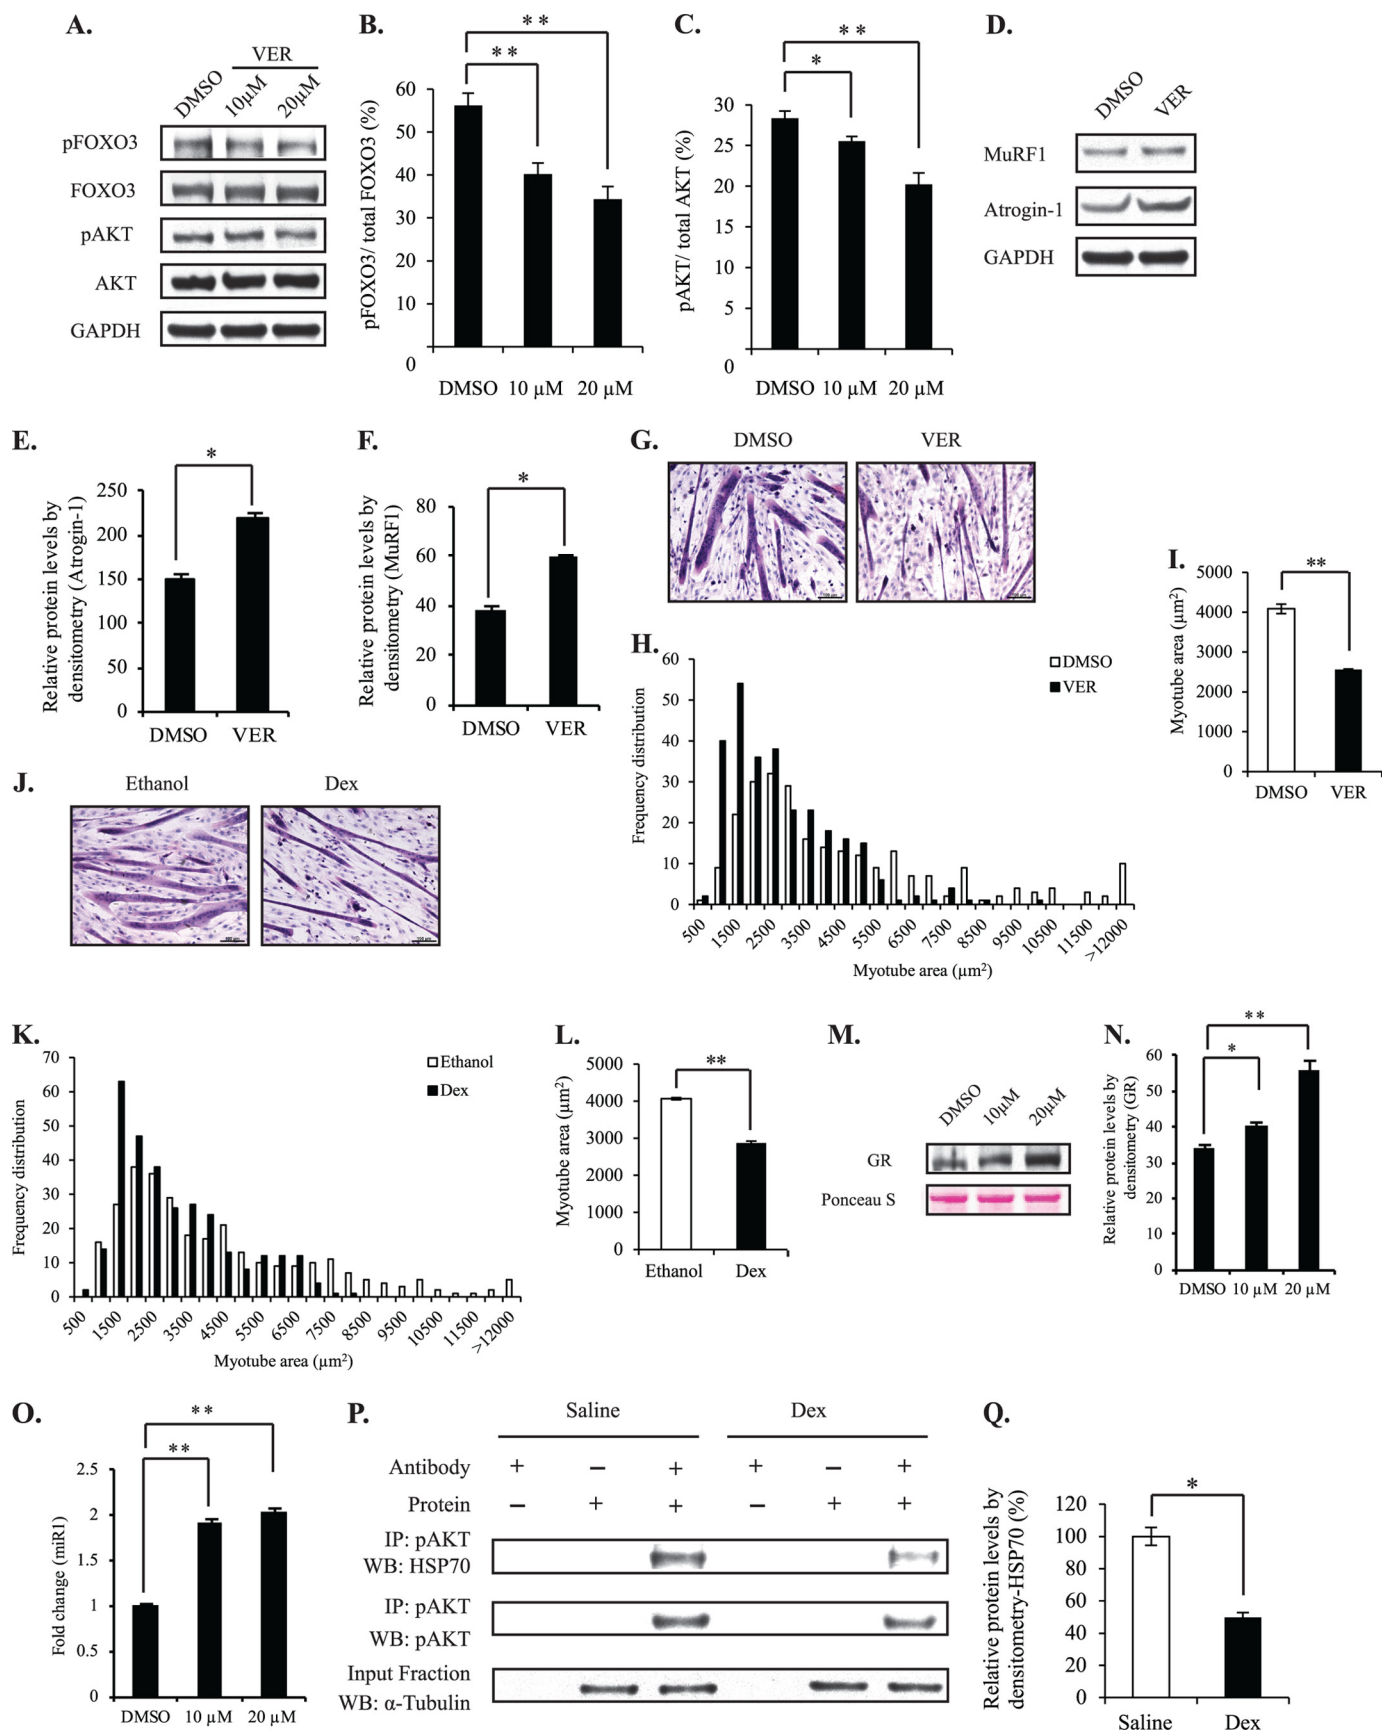 A.
VER
DMSO
10µM
20µM
pFOXO3
FOXO3
pAKT
AKT
GAPDH
B.
**
**
pFOXO3/ total FOXO3 (%)
60
50
40
30
20
10
0
DMSO 10 µM 20 µM
C.
**
*
pAKT/ total AKT (%)
30
25
20
15
10
5
0
DMSO 10 µM 20 µM
D.
DMSO
VER
MuRF1
Atrogin-1
GAPDH
E.
*
Relative protein levels by
densitometry (Atrogin-1)
250
200
150
100
50
0
DMSO VER
F.
*
Relative protein levels by
densitometry (MuRF1)
80
60
40
20
0
DMSO VER
G.
DMSO VER
H.
DMSO
VER
Frequency distribution
60
50
40
30
20
10
0
500 1500 2500 3500 4500 5500 6500 7500 8500 9500 10500 11500 >12000
Myotube area (µm²)
I.
**
Myotube area (µm²)
5000
4000
3000
2000
1000
0
DMSO VER
J.
Ethanol Dex
K.
Ethanol
Dex
Frequency distribution
70
60
50
40
30
20
10
0
500 1500 2500 3500 4500 5500 6500 7500 8500 9500 10500 11500 >12000
Myotube area (µm²)
L.
**
Myotube area (µm²)
5000
4000
3000
2000
1000
0
Ethanol Dex
M.
DMSO
10µM
20µM
GR
Ponceau S
N.
**
*
Relative protein levels by
densitometry (GR)
60
50
40
30
20
10
0
DMSO 10 µM 20 µM
O.
**
**
Fold change (miR1)
2.5
2
1.5
1
0.5
0
DMSO 10 µM 20 µM
P.
Saline Dex
Antibody + – + + – +
Protein – + + – + +
IP: pAKT
WB: HSP70
IP: pAKT
WB: pAKT
Input Fraction
WB: α-Tubulin
Q.
*
Relative protein levels by
densitometry-HSP70 (%)
120
100
80
60
40
20
0
Saline Dex